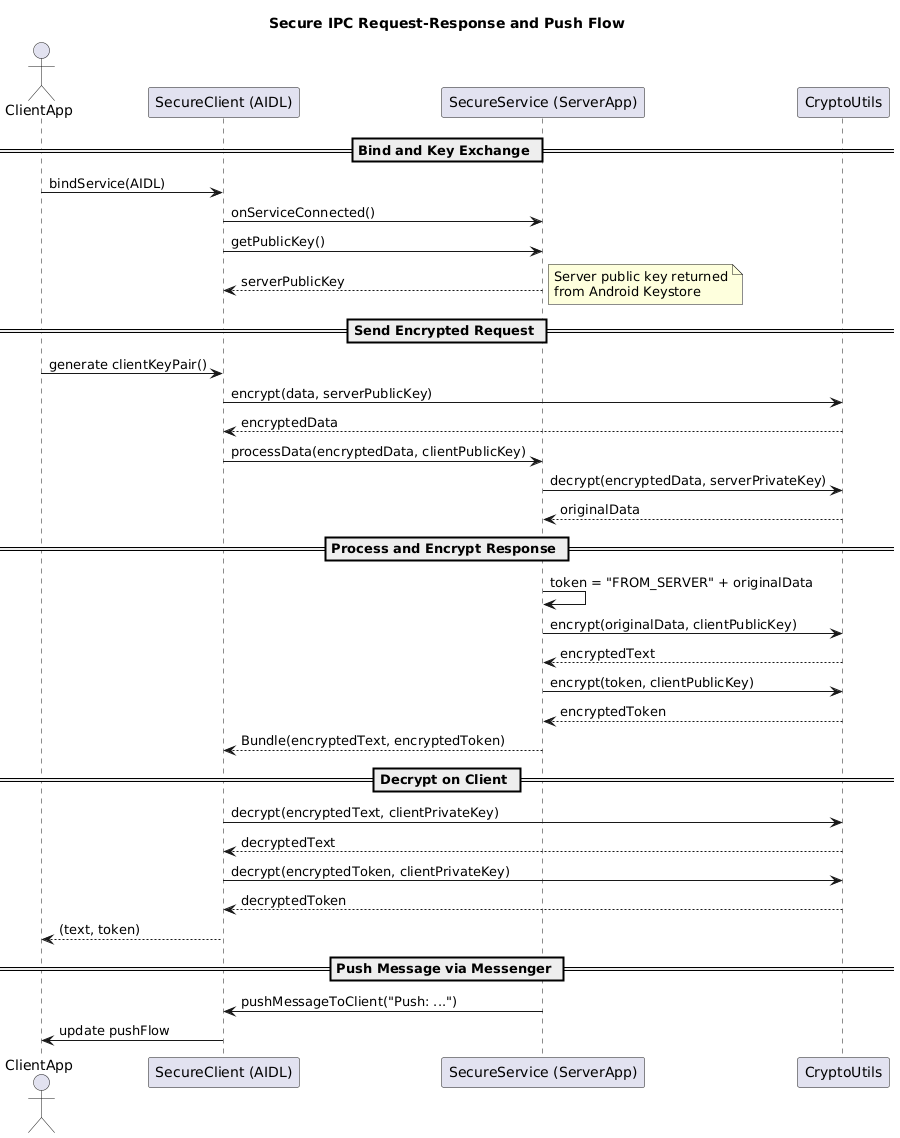 Secure IPC Request-Response and Push Flow
ClientApp
SecureClient (AIDL)
SecureService (ServerApp)
CryptoUtils
Bind and Key Exchange
bindService(AIDL)
onServiceConnected()
getPublicKey()
serverPublicKey
Server public key returned
from Android Keystore
Send Encrypted Request
generate clientKeyPair()
encrypt(data, serverPublicKey)
encryptedData
processData(encryptedData, clientPublicKey)
decrypt(encryptedData, serverPrivateKey)
originalData
Process and Encrypt Response
token = "FROM_SERVER" + originalData
encrypt(originalData, clientPublicKey)
encryptedText
encrypt(token, clientPublicKey)
encryptedToken
Bundle(encryptedText, encryptedToken)
Decrypt on Client
decrypt(encryptedText, clientPrivateKey)
decryptedText
decrypt(encryptedToken, clientPrivateKey)
decryptedToken
(text, token)
Push Message via Messenger
pushMessageToClient("Push: ...")
update pushFlow
ClientApp
SecureClient (AIDL)
SecureService (ServerApp)
CryptoUtils